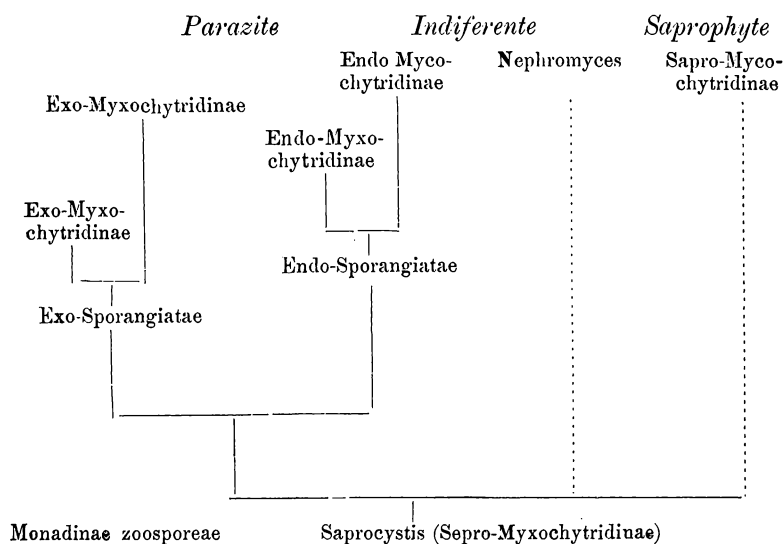 Parazite Indiferente Saprophyte
Endo Myco-
chytridinae
Nephromyces
Sapro-Myco-
chytridinae
Exo-Myxochytridinae
Endo-Myxo-
chytridinae
Exo-Myxo-
chytridinae
Endo-Sporangiatae
Exo-Sporangiatae
Monadinae zoosporeae Saprocystis (Sepro-Myxochytridinae)